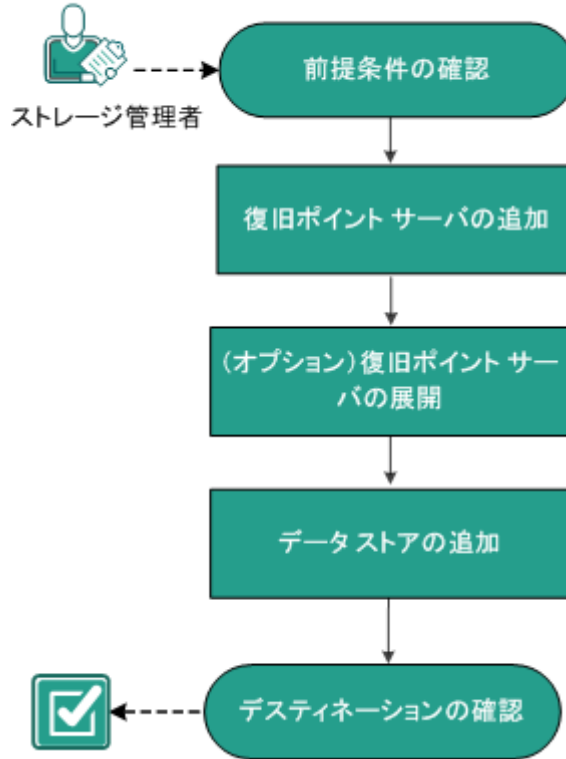 前提条件の確認
ストレージ管理者
復旧ポイント サーバの追加
(オプション)復旧ポイント サー
バの展開
データストアの追加
デスティネーションの確認